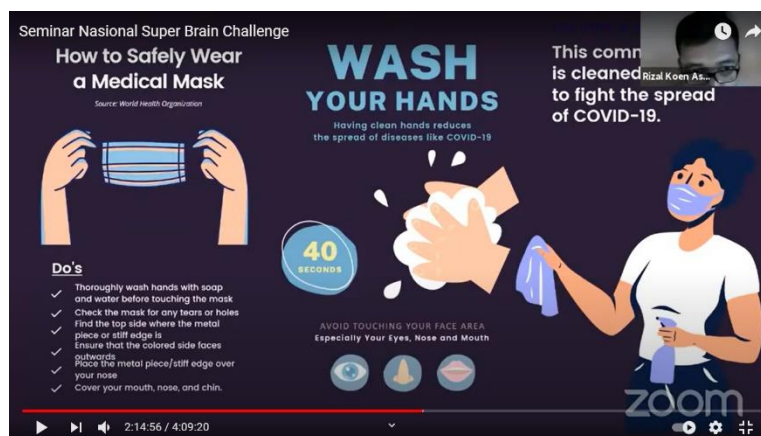 Seminar Nasional Super Brain Challenge
How to Safely Wear
a Medical Mask
Source: World Health Organization
Do's
Thoroughly wash hands with soap
and water before touching the mask
Check the mask for any tears or holes
Find the top side where the metal
piece or stiff edge is
Ensure that the colored side faces
outwards
Place the metal piece/stiff edge over
your nose
Cover your mouth, nose, and chin.
WASH
YOUR HANDS
Having clean hands reduces
the spread of diseases like COVID-19
40
SECONDS
AVOID TOUCHING YOUR FACE AREA
Especially Your Eyes, Nose and Mouth
This
is cleaned
to fight the spread
of COVID-19.
Rizal Koen As...
zoom
2:14:56 / 4:09:20